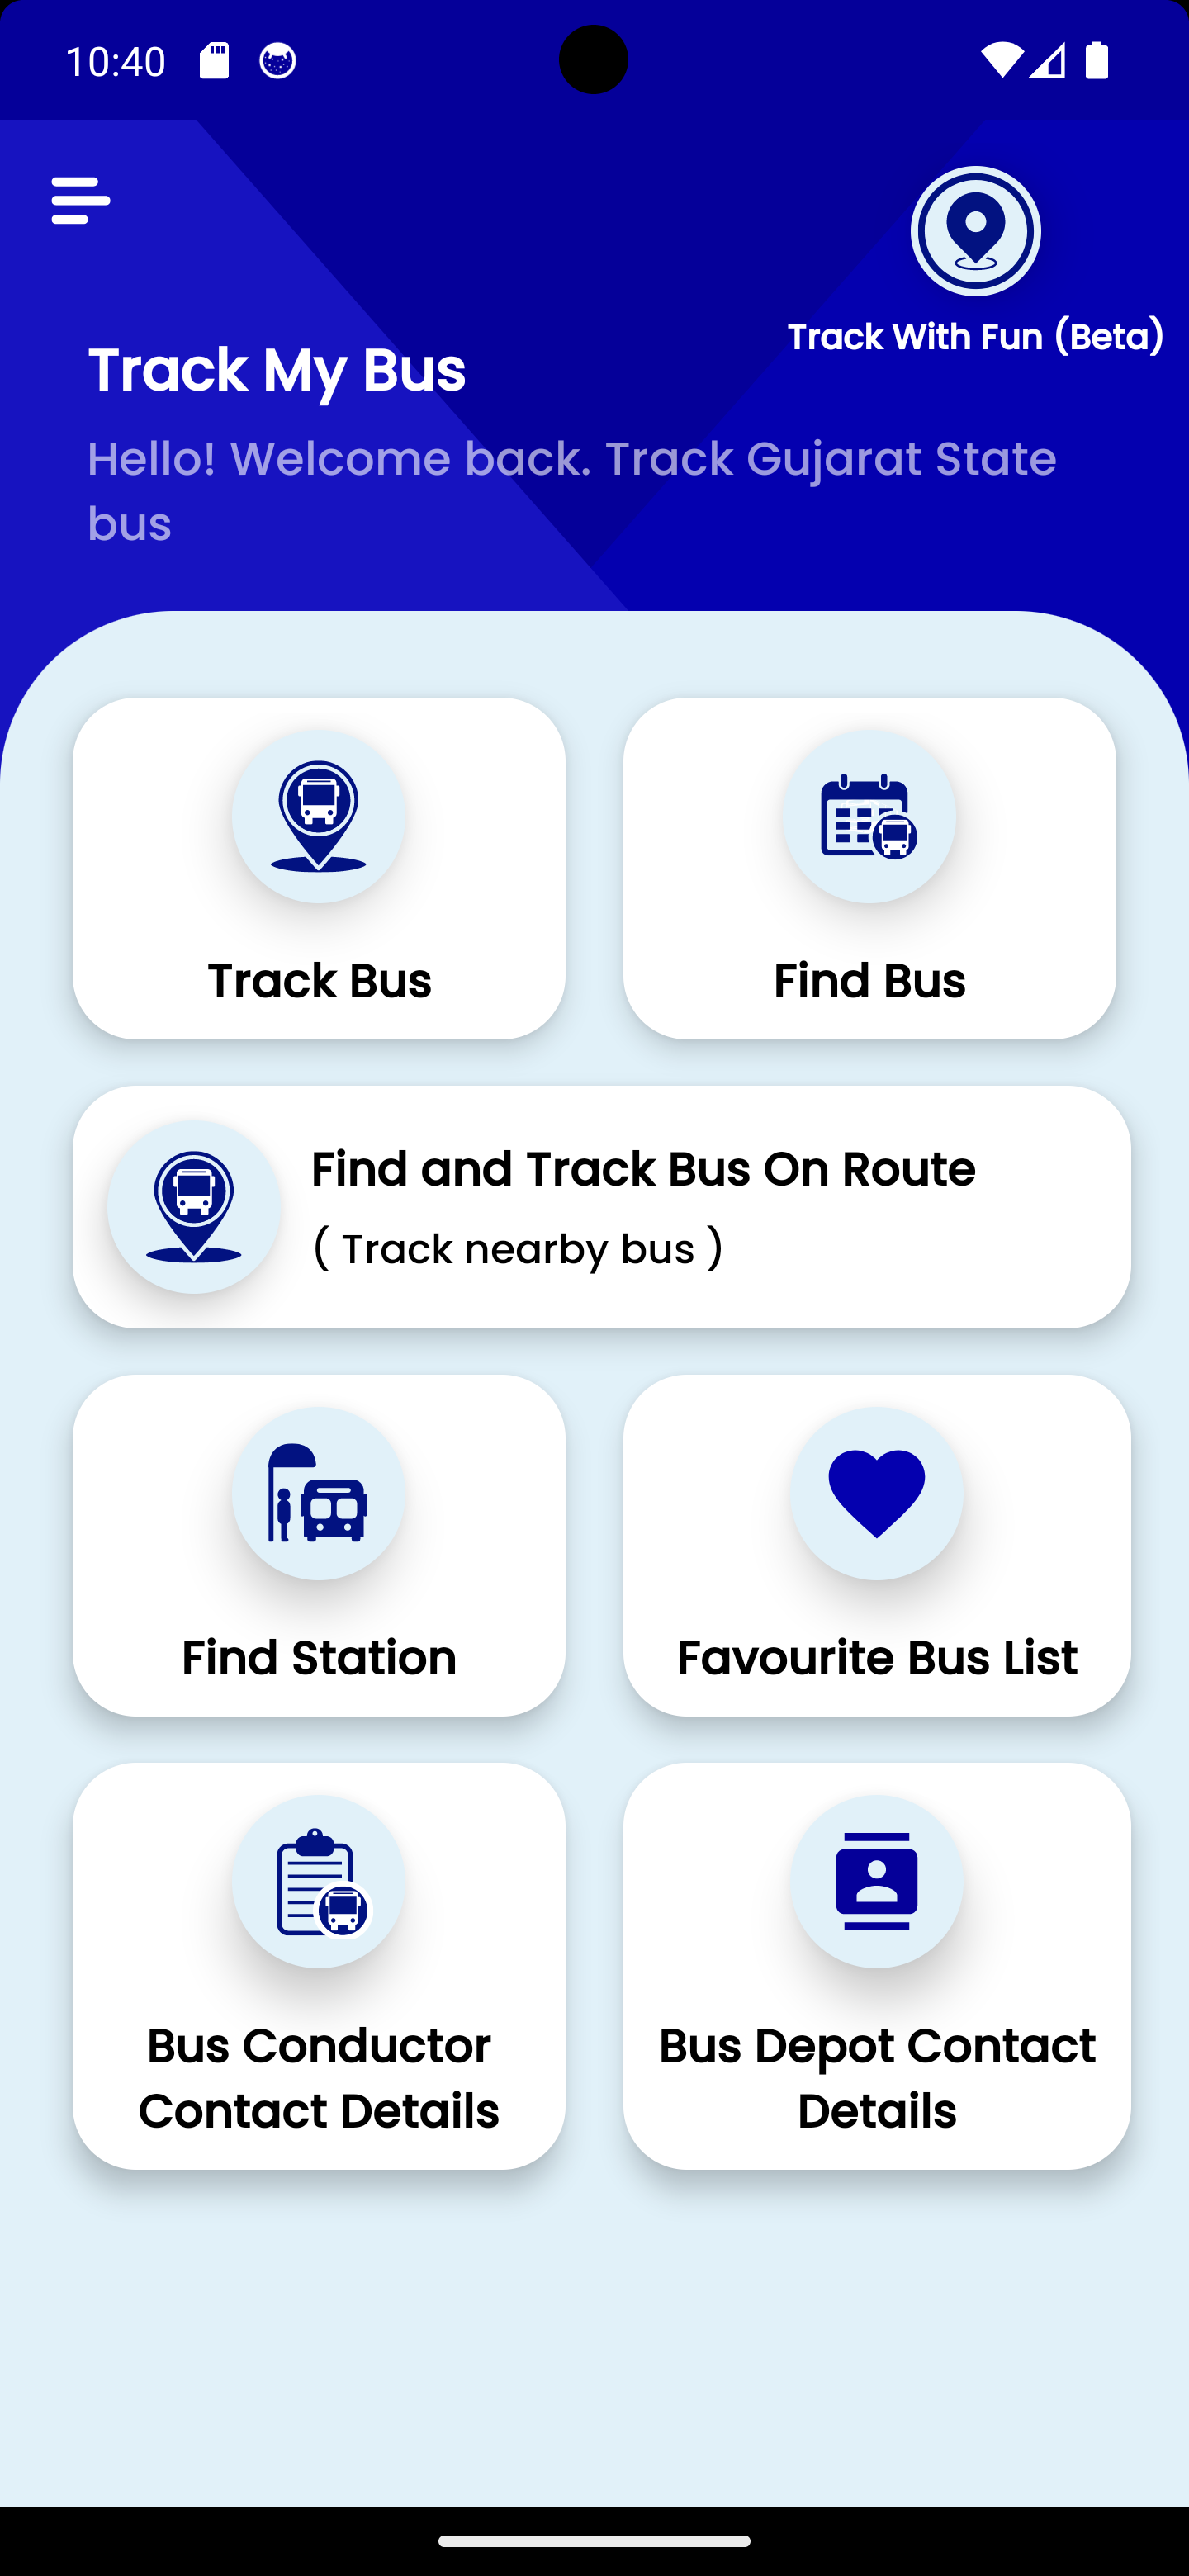 10:40
Track With Fun (Beta)
Track My Bus
Hello! Welcome back. Track Gujarat State
bus
Track Bus
Find Bus
Find and Track Bus On Route
( Track nearby bus )
Find Station
Favourite Bus List
Bus Conductor
Contact Details
Bus Depot Contact
Details